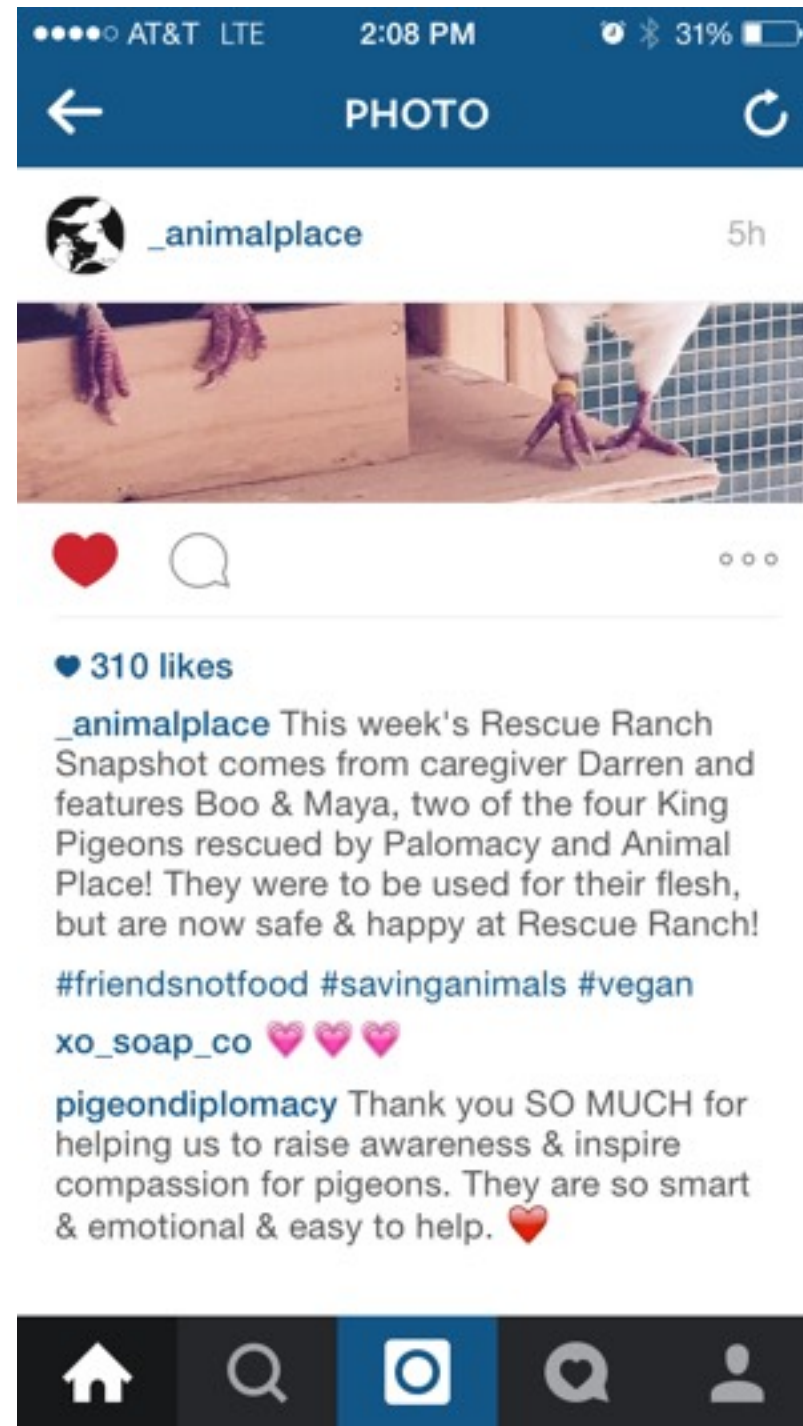 AT&T LTE 2:08 PM 31%
PHOTO
_animalplace 5h
310 likes
_animalplace This week's Rescue Ranch
Snapshot comes from caregiver Darren and
features Boo & Maya, two of the four King
Pigeons rescued by Palomacy and Animal
Place! They were to be used for their flesh,
but are now safe & happy at Rescue Ranch!
#friendsnotfood #savinganimals #vegan
xo_soap_co 💗💗💗
pigeondiplomacy Thank you SO MUCH for
helping us to raise awareness & inspire
compassion for pigeons. They are so smart
& emotional & easy to help. ❤️